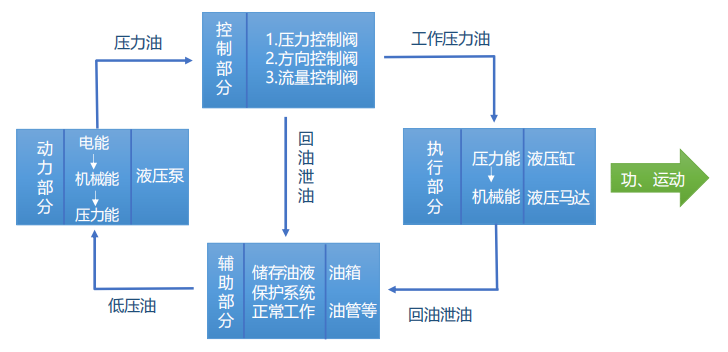 压力油
控制部分
1.压力控制阀
2.方向控制阀
3.流量控制阀
工作压力油
动力部分
电能
机械能
压力能
液压泵
回油泄油
执行部分
压力能
机械能
液压缸
液压马达
功、运动
辅助部分
储存油液
保护系统
正常工作
油箱
油管等
低压油
回油泄油